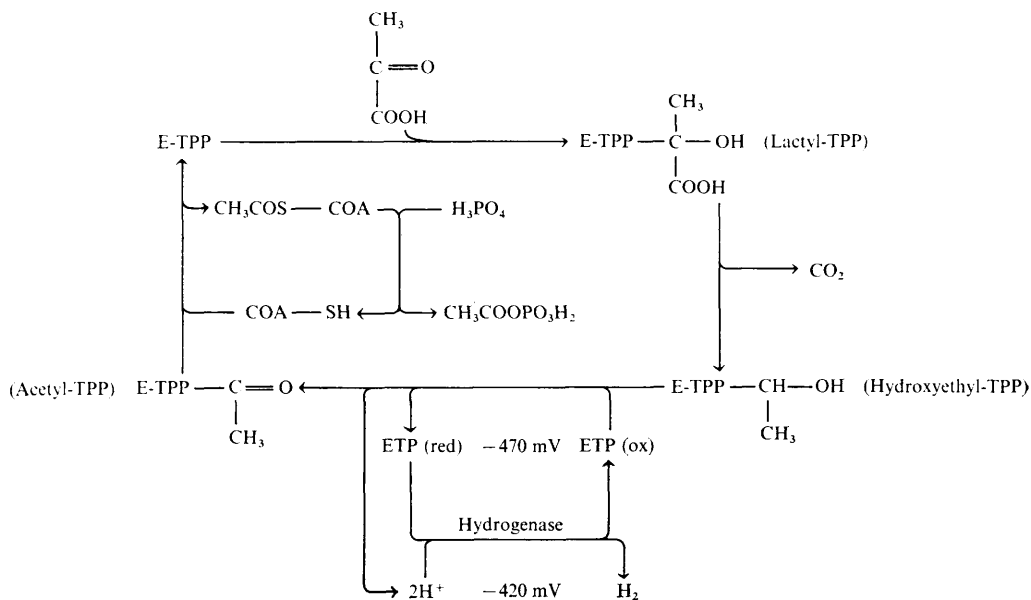 CH₃
C=O
COOH
E-TPP
CH₃
E-TPP—C—OH (Lactyl-TPP)
COOH
CH₃COS—COA H₃PO₄
CO₂
COA—SH CH₃COOPO₃H₂
(Acetyl-TPP) E-TPP—C=O
E-TPP—CH—OH (Hydroxyethyl-TPP)
CH₃
CH₃
ETP (red) −470 mV ETP (ox)
Hydrogenase
2H⁺ −420 mV H₂